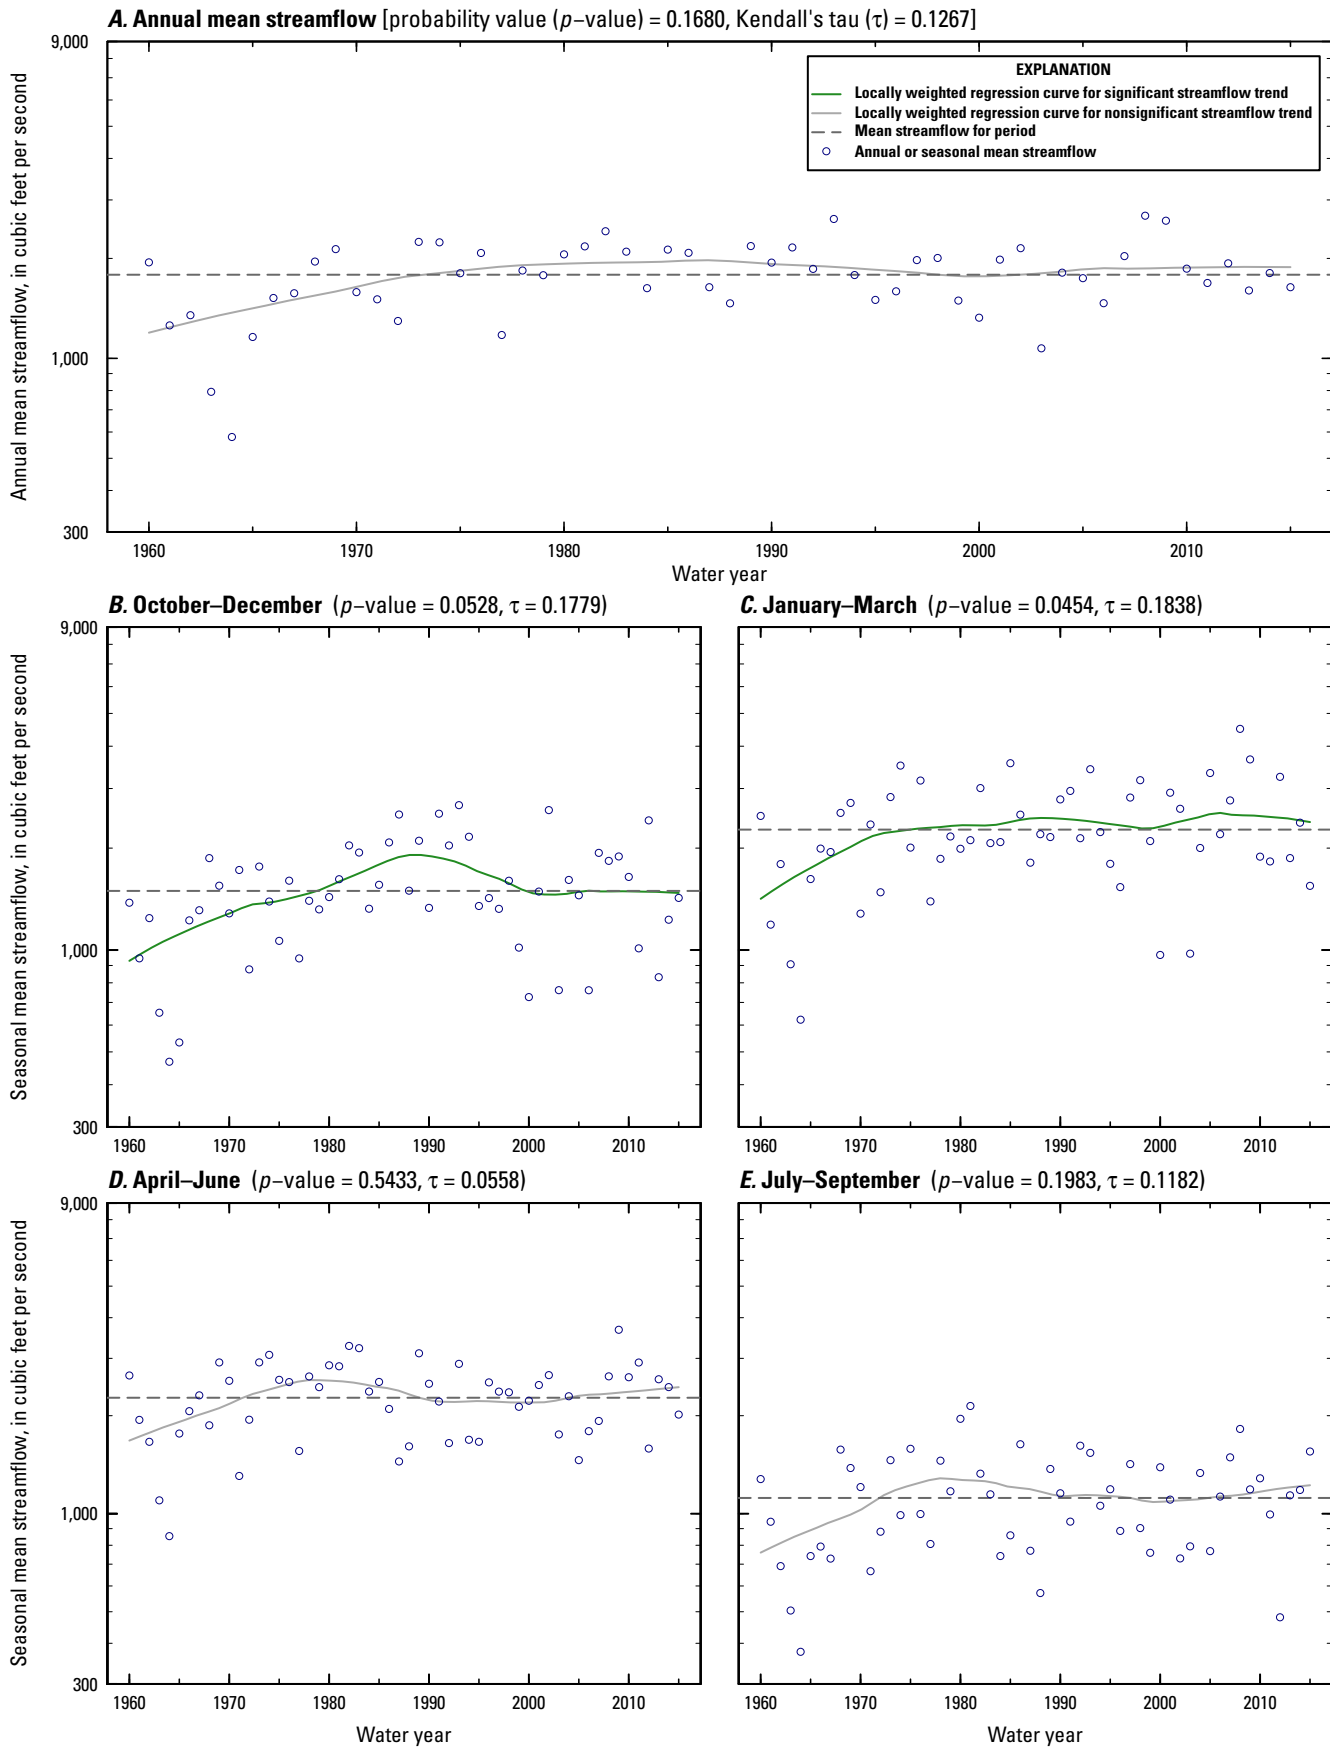 A. Annual mean streamflow [probability value (p–value) = 0.1680, Kendall's tau (τ) = 0.1267]
9,000
1,000
300
Annual mean streamflow, in cubic feet per second
EXPLANATION
Locally weighted regression curve for significant streamflow trend
Locally weighted regression curve for nonsignificant streamflow trend
Mean streamflow for period
Annual or seasonal mean streamflow
1960 1970 1980 1990 2000 2010
Water year
B. October–December (p–value = 0.0528, τ = 0.1779)
9,000
1,000
300
Seasonal mean streamflow, in cubic feet per second
1960 1970 1980 1990 2000 2010
C. January–March (p–value = 0.0454, τ = 0.1838)
1960 1970 1980 1990 2000 2010
D. April–June (p–value = 0.5433, τ = 0.0558)
9,000
1,000
300
Seasonal mean streamflow, in cubic feet per second
1960 1970 1980 1990 2000 2010
Water year
E. July–September (p–value = 0.1983, τ = 0.1182)
1960 1970 1980 1990 2000 2010
Water year